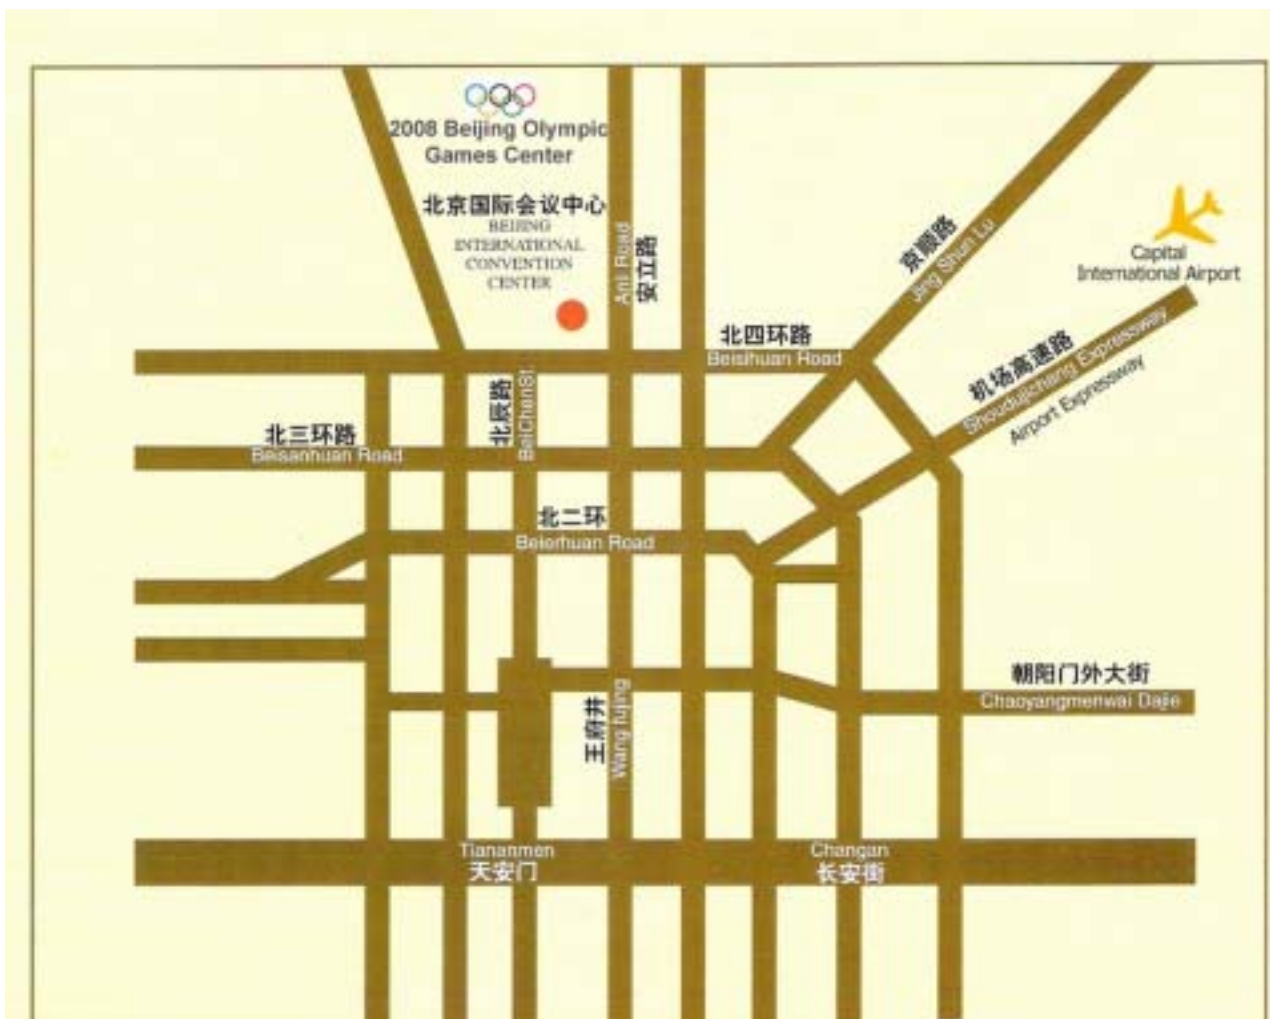 2008 Beijing Olympic
Games Center
北京国际会议中心
BEIJING
INTERNATIONAL
CONVENTION
CENTER
Anli Road
安立路
京顺路
Jing Shun Lu
Capital
International Airport
北四环路
Beisihuan Road
机场高速路
Shoudujichang Expressway
Airport Expressway
北辰路
BeiChenSt.
北三环路
Beisanhuan Road
北二环
Beierhuan Road
朝阳门外大街
Chaoyangmenwai Dajie
王府井
Wang fujing
Tiananmen
天安门
Changan
长安街